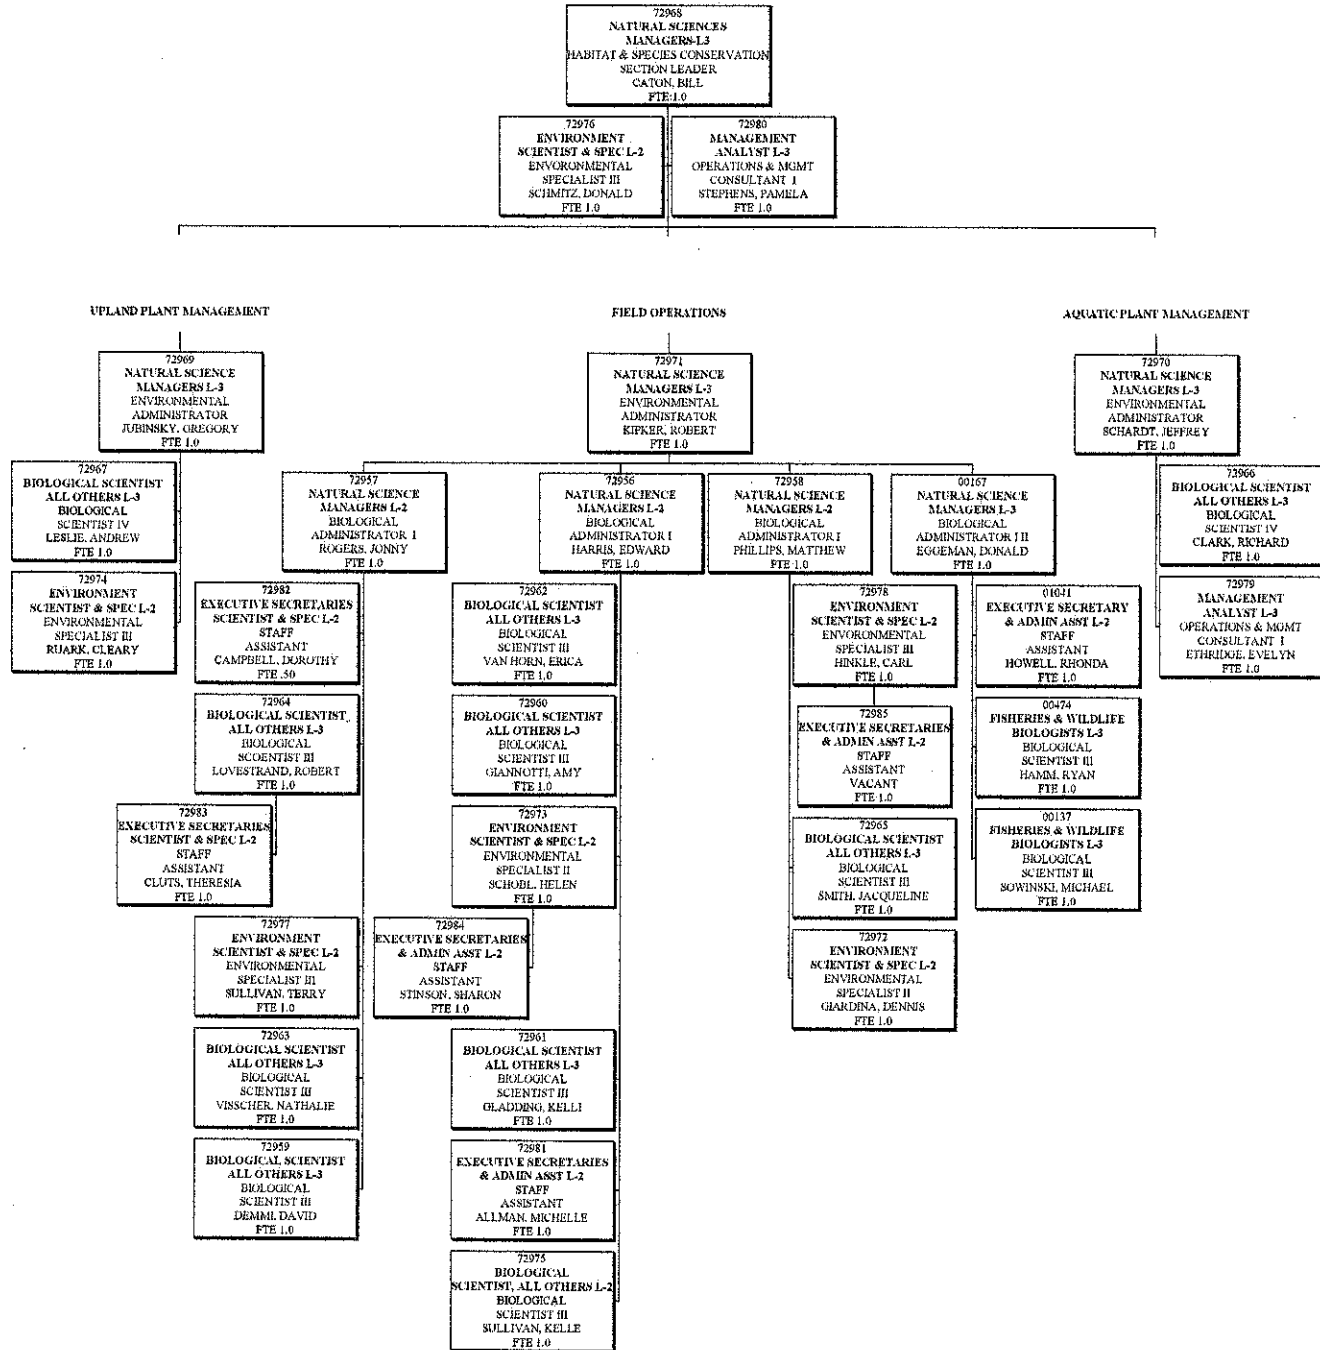 72968
NATURAL SCIENCES
MANAGERS-L3
HABITAT & SPECIES CONSERVATION
SECTION LEADER
CATON, BILL
FTE 1.0
72976
ENVIRONMENT
SCIENTIST & SPEC L-2
ENVORONMENTAL
SPECIALIST III
SCHMITZ, DONALD
FTE 1.0
72980
MANAGEMENT
ANALYST L-3
OPERATIONS & MGMT
CONSULTANT I
STEPHENS, PAMELA
FTE 1.0
UPLAND PLANT MANAGEMENT
72969
NATURAL SCIENCE
MANAGERS L-3
ENVIRONMENTAL
ADMINISTRATOR
JUBINSKY, GREGORY
FTE 1.0
72967
BIOLOGICAL SCIENTIST
ALL OTHERS L-3
BIOLOGICAL
SCIENTIST IV
LESLIE, ANDREW
FTE 1.0
72974
ENVIRONMENT
SCIENTIST & SPEC L-2
ENVIRONMENTAL
SPECIALIST III
RUARK, CLEARY
FTE 1.0
FIELD OPERATIONS
72971
NATURAL SCIENCE
MANAGERS L-3
ENVIRONMENTAL
ADMINISTRATOR
KIPKER, ROBERT
FTE 1.0
72957
NATURAL SCIENCE
MANAGERS L-2
BIOLOGICAL
ADMINISTRATOR I
ROGERS, JONNY
FTE 1.0
72982
EXECUTIVE SECRETARIES
SCIENTIST & SPEC L-2
STAFF
ASSISTANT
CAMPBELL, DOROTHY
FTE .50
72964
BIOLOGICAL SCIENTIST
ALL OTHERS L-3
BIOLOGICAL
SCOENTIST III
LOVESTRAND, ROBERT
FTE 1.0
72983
EXECUTIVE SECRETARIES
SCIENTIST & SPEC L-2
STAFF
ASSISTANT
CLUTS, THERESIA
FTE 1.0
72977
ENVIRONMENT
SCIENTIST & SPEC L-2
ENVIRONMENTAL
SPECIALIST III
SULLIVAN, TERRY
FTE 1.0
72963
BIOLOGICAL SCIENTIST
ALL OTHERS L-3
BIOLOGICAL
SCIENTIST III
VISSCHER, NATHALIE
FTE 1.0
72959
BIOLOGICAL SCIENTIST
ALL OTHERS L-3
BIOLOGICAL
SCIENTIST III
DEMMI, DAVID
FTE 1.0
72956
NATURAL SCIENCE
MANAGERS L-2
BIOLOGICAL
ADMINISTRATOR I
HARRIS, EDWARD
FTE 1.0
72962
BIOLOGICAL SCIENTIST
ALL OTHERS L-3
BIOLOGICAL
SCIENTIST III
VAN HORN, ERICA
FTE 1.0
72960
BIOLOGICAL SCIENTIST
ALL OTHERS L-3
BIOLOGICAL
SCIENTIST III
GIANNOTTI, AMY
FTE 1.0
72973
ENVIRONMENT
SCIENTIST & SPEC L-2
ENVIRONMENTAL
SPECIALIST II
SCHOBL, HELEN
FTE 1.0
72984
EXECUTIVE SECRETARIES
& ADMIN ASST L-2
STAFF
ASSISTANT
STINSON, SHARON
FTE 1.0
72961
BIOLOGICAL SCIENTIST
ALL OTHERS L-3
BIOLOGICAL
SCIENTIST III
GLADDING, KELLI
FTE 1.0
72981
EXECUTIVE SECRETARIES
& ADMIN ASST L-2
STAFF
ASSISTANT
ALLMAN, MICHELLE
FTE 1.0
72975
BIOLOGICAL
SCIENTIST, ALL OTHERS L-2
BIOLOGICAL
SCIENTIST III
SULLIVAN, KELLE
FTE 1.0
72958
NATURAL SCIENCE
MANAGERS L-2
BIOLOGICAL
ADMINISTRATOR I
PHILLIPS, MATTHEW
FTE 1.0
72978
ENVIRONMENT
SCIENTIST & SPEC L-2
ENVORONMENTAL
SPECIALIST III
HINKLE, CARL
FTE 1.0
72985
EXECUTIVE SECRETARIES
& ADMIN ASST L-2
STAFF
ASSISTANT
VACANT
FTE 1.0
72965
BIOLOGICAL SCIENTIST
ALL OTHERS L-3
BIOLOGICAL
SCIENTIST III
SMITH, JACQUELINE
FTE 1.0
72972
ENVIRONMENT
SCIENTIST & SPEC L-2
ENVIRONMENTAL
SPECIALIST II
GIARDINA, DENNIS
FTE 1.0
00167
NATURAL SCIENCE
MANAGERS L-3
BIOLOGICAL
ADMINISTRATOR I II
EGGEMAN, DONALD
FTE 1.0
01041
EXECUTIVE SECRETARY
& ADMIN ASST L-2
STAFF
ASSISTANT
HOWELL, RHONDA
FTE 1.0
00474
FISHERIES & WILDLIFE
BIOLOGISTS L-3
BIOLOGICAL
SCIENTIST III
HAMM, RYAN
FTE 1.0
00137
FISHERIES & WILDLIFE
BIOLOGISTS L-3
BIOLOGICAL
SCIENTIST III
SOWINSKI, MICHAEL
FTE 1.0
AQUATIC PLANT MANAGEMENT
72970
NATURAL SCIENCE
MANAGERS L-3
ENVIRONMENTAL
ADMINISTRATOR
SCHARDT, JEFFREY
FTE 1.0
73966
BIOLOGICAL SCIENTIST
ALL OTHERS L-3
BIOLOGICAL
SCIENTIST IV
CLARK, RICHARD
FTE 1.0
72979
MANAGEMENT
ANALYST L-3
OPERATIONS & MGMT
CONSULTANT I
ETHRIDGE, EVELYN
FTE 1.0